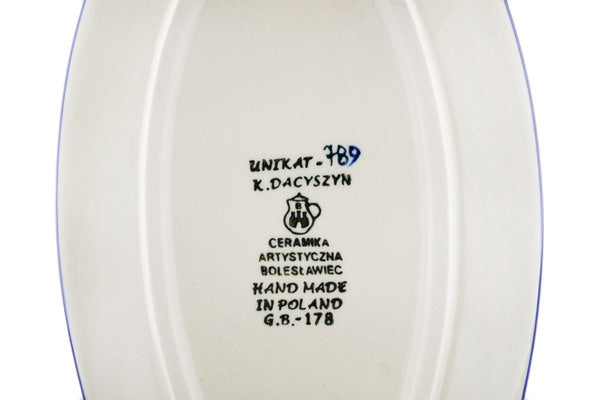 UNIKAT-789
K.DACYSZYN
B
CERAMIKA
ARTYSTYCZNA
BOLESŁAWIEC
HAND MADE
IN POLAND
G.B.-178